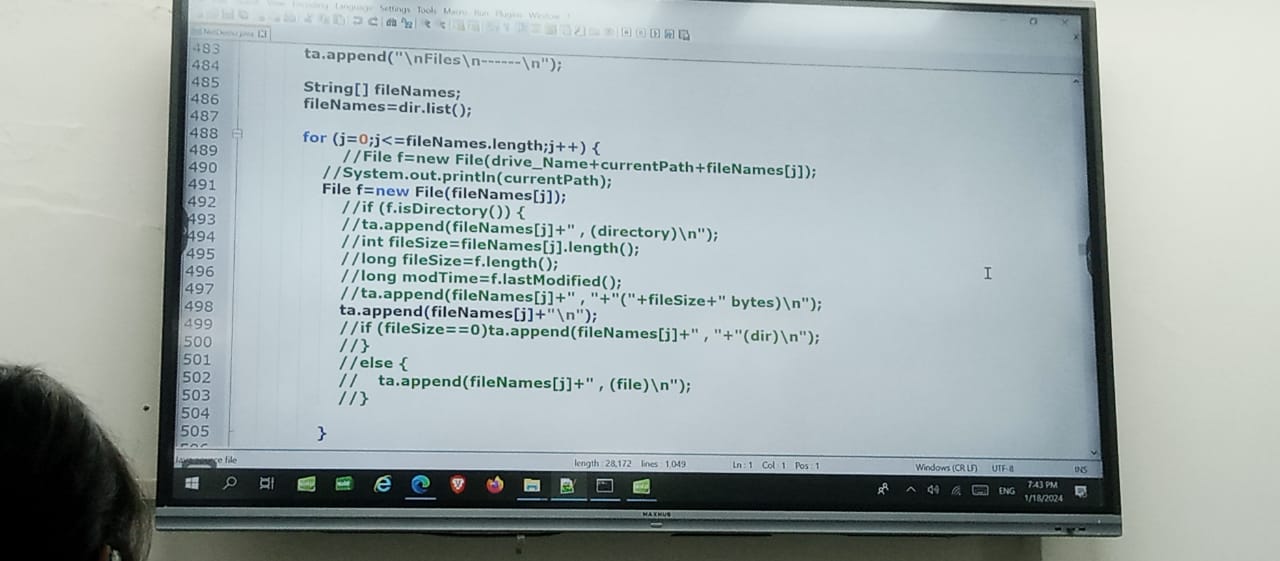 Encoding Language Settings Tools Macro Run Plugins Window ?
483
484 ta.append("\nFiles\n------\n");
485
486 String[] fileNames;
487 fileNames=dir.list();
488
489 for (j=0;j<=fileNames.length;j++) {
490 //File f=new File(drive_Name+currentPath+fileNames[j]);
491 //System.out.println(currentPath);
492 File f=new File(fileNames[j]);
493 //if (f.isDirectory()) {
494 //ta.append(fileNames[j]+" , (directory)\n");
495 //int fileSize=fileNames[j].length();
496 //long fileSize=f.length();
497 //long modTime=f.lastModified();
498 //ta.append(fileNames[j]+" , "+"("+fileSize+" bytes)\n");
499 ta.append(fileNames[j]+"\n");
500 //if (fileSize==0)ta.append(fileNames[j]+" , "+"(dir)\n");
501 //}
502 //else {
503 // ta.append(fileNames[j]+" , (file)\n");
504 //}
505
}
source file length : 28,172 lines : 1,049 Ln : 1 Col : 1 Pos : 1 Windows (CR LF) UTF-8 INS
ENG 7:43 PM
1/18/2024
MAXHUB